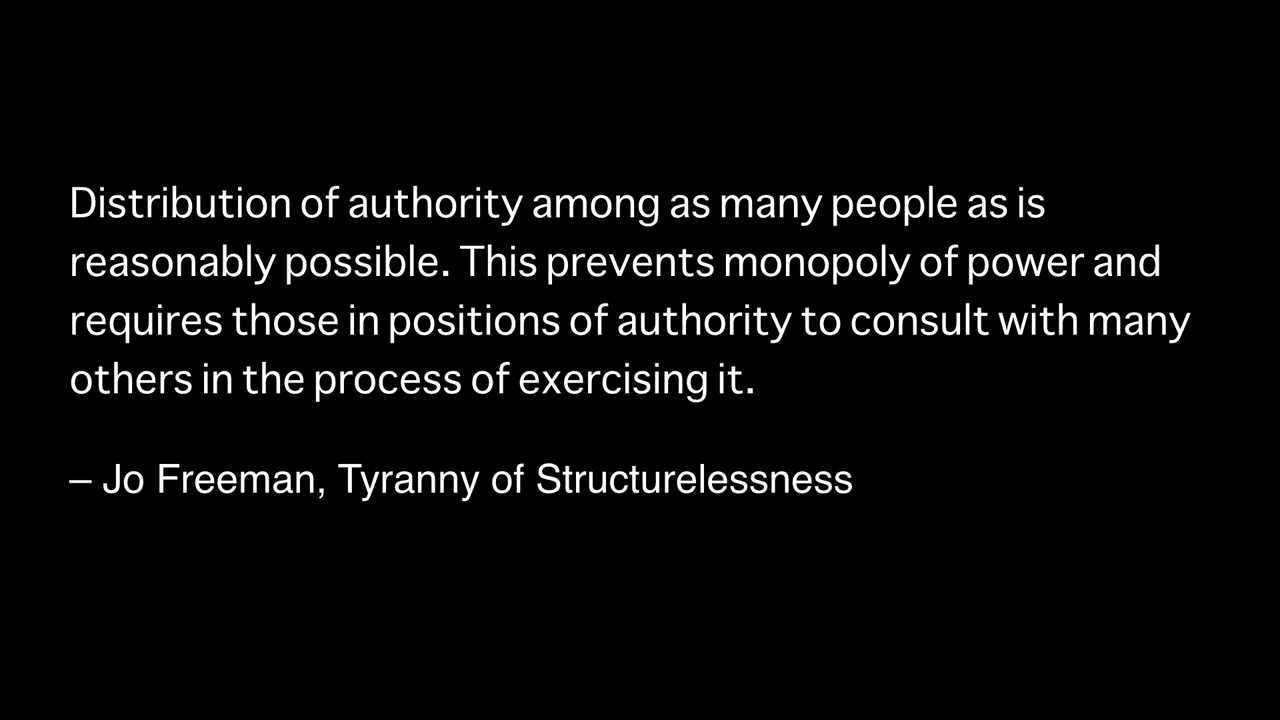 Distribution of authority among as many people as is
reasonably possible. This prevents monopoly of power and
requires those in positions of authority to consult with many
others in the process of exercising it.
– Jo Freeman, Tyranny of Structurelessness